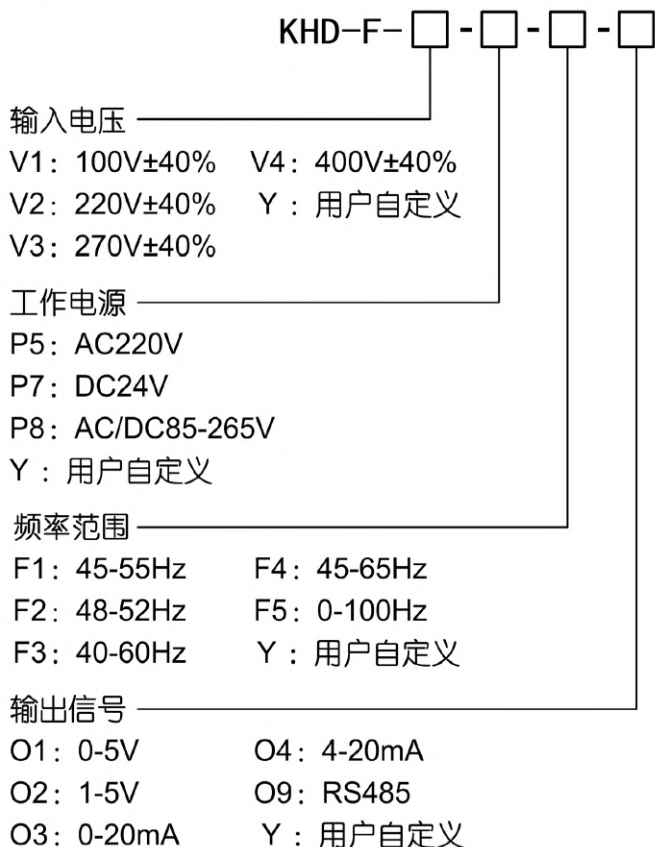 KHD-F-□-□-□-□
输入电压
V1：100V±40% V4：400V±40%
V2：220V±40% Y：用户自定义
V3：270V±40%
工作电源
P5：AC220V
P7：DC24V
P8：AC/DC85-265V
Y：用户自定义
频率范围
F1：45-55Hz F4：45-65Hz
F2：48-52Hz F5：0-100Hz
F3：40-60Hz Y：用户自定义
输出信号
O1：0-5V O4：4-20mA
O2：1-5V O9：RS485
O3：0-20mA Y：用户自定义